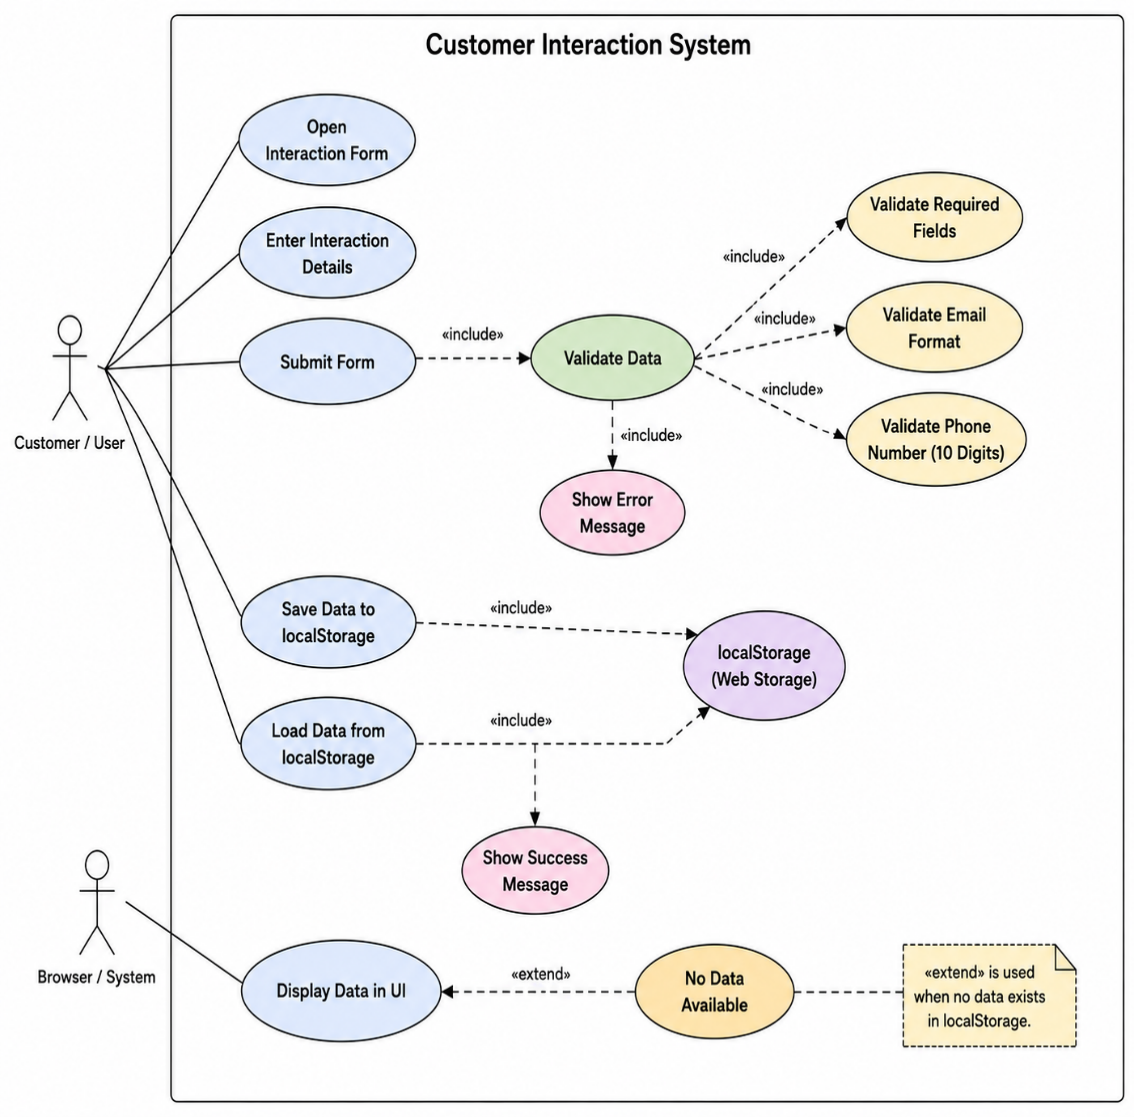 Customer Interaction System
Open
Interaction Form
Enter Interaction
Details
Submit Form
«include»
Validate Data
«include»
Validate Required
Fields
«include»
Validate Email
Format
«include»
Validate Phone
Number (10 Digits)
«include»
Show Error
Message
Customer / User
Save Data to
localStorage
«include»
localStorage
(Web Storage)
Load Data from
localStorage
«include»
Show Success
Message
Browser / System
Display Data in UI
«extend»
No Data
Available
«extend» is used
when no data exists
in localStorage.